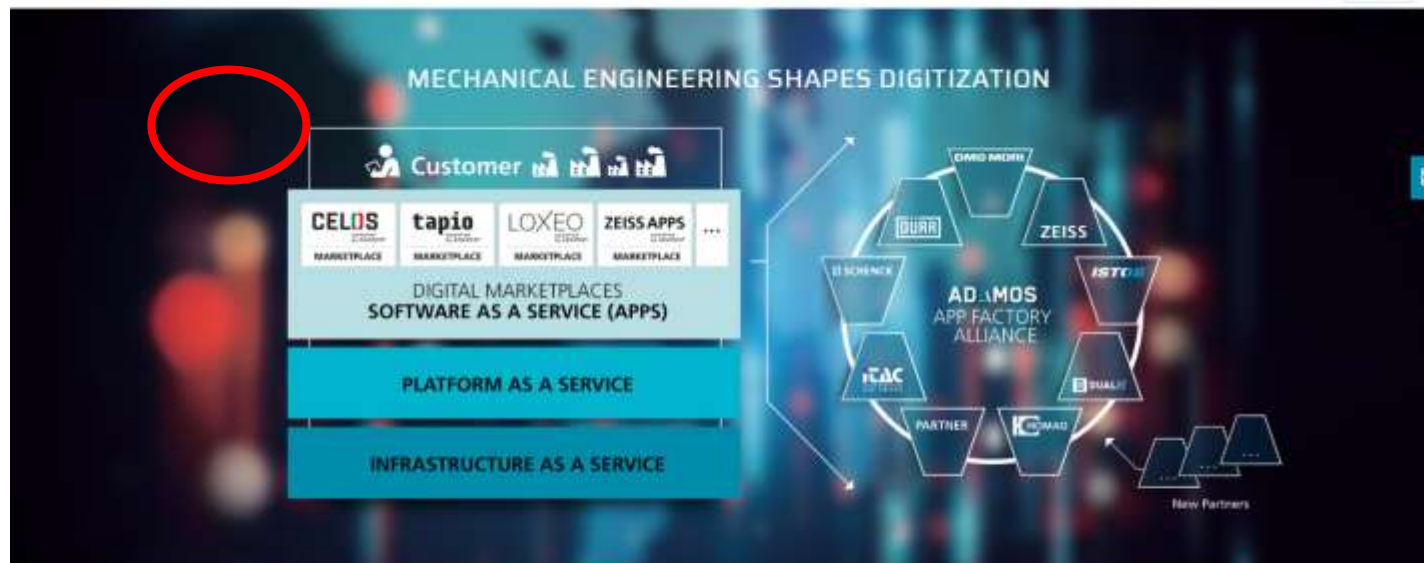 MECHANICAL ENGINEERING SHAPES DIGITIZATION
Customer
CELOS
MARKETPLACE
tapio
MARKETPLACE
LOXEO
MARKETPLACE
ZEISS APPS
MARKETPLACE
...
DIGITAL MARKETPLACES
SOFTWARE AS A SERVICE (APPS)
PLATFORM AS A SERVICE
INFRASTRUCTURE AS A SERVICE
DMG MORI
DÜRR
ZEISS
SCHENCK
ISTOS
ADAMOS
APP FACTORY
ALLIANCE
iTAC
DUALIS
PARTNER
HOMAG
...
...
...
New Partners